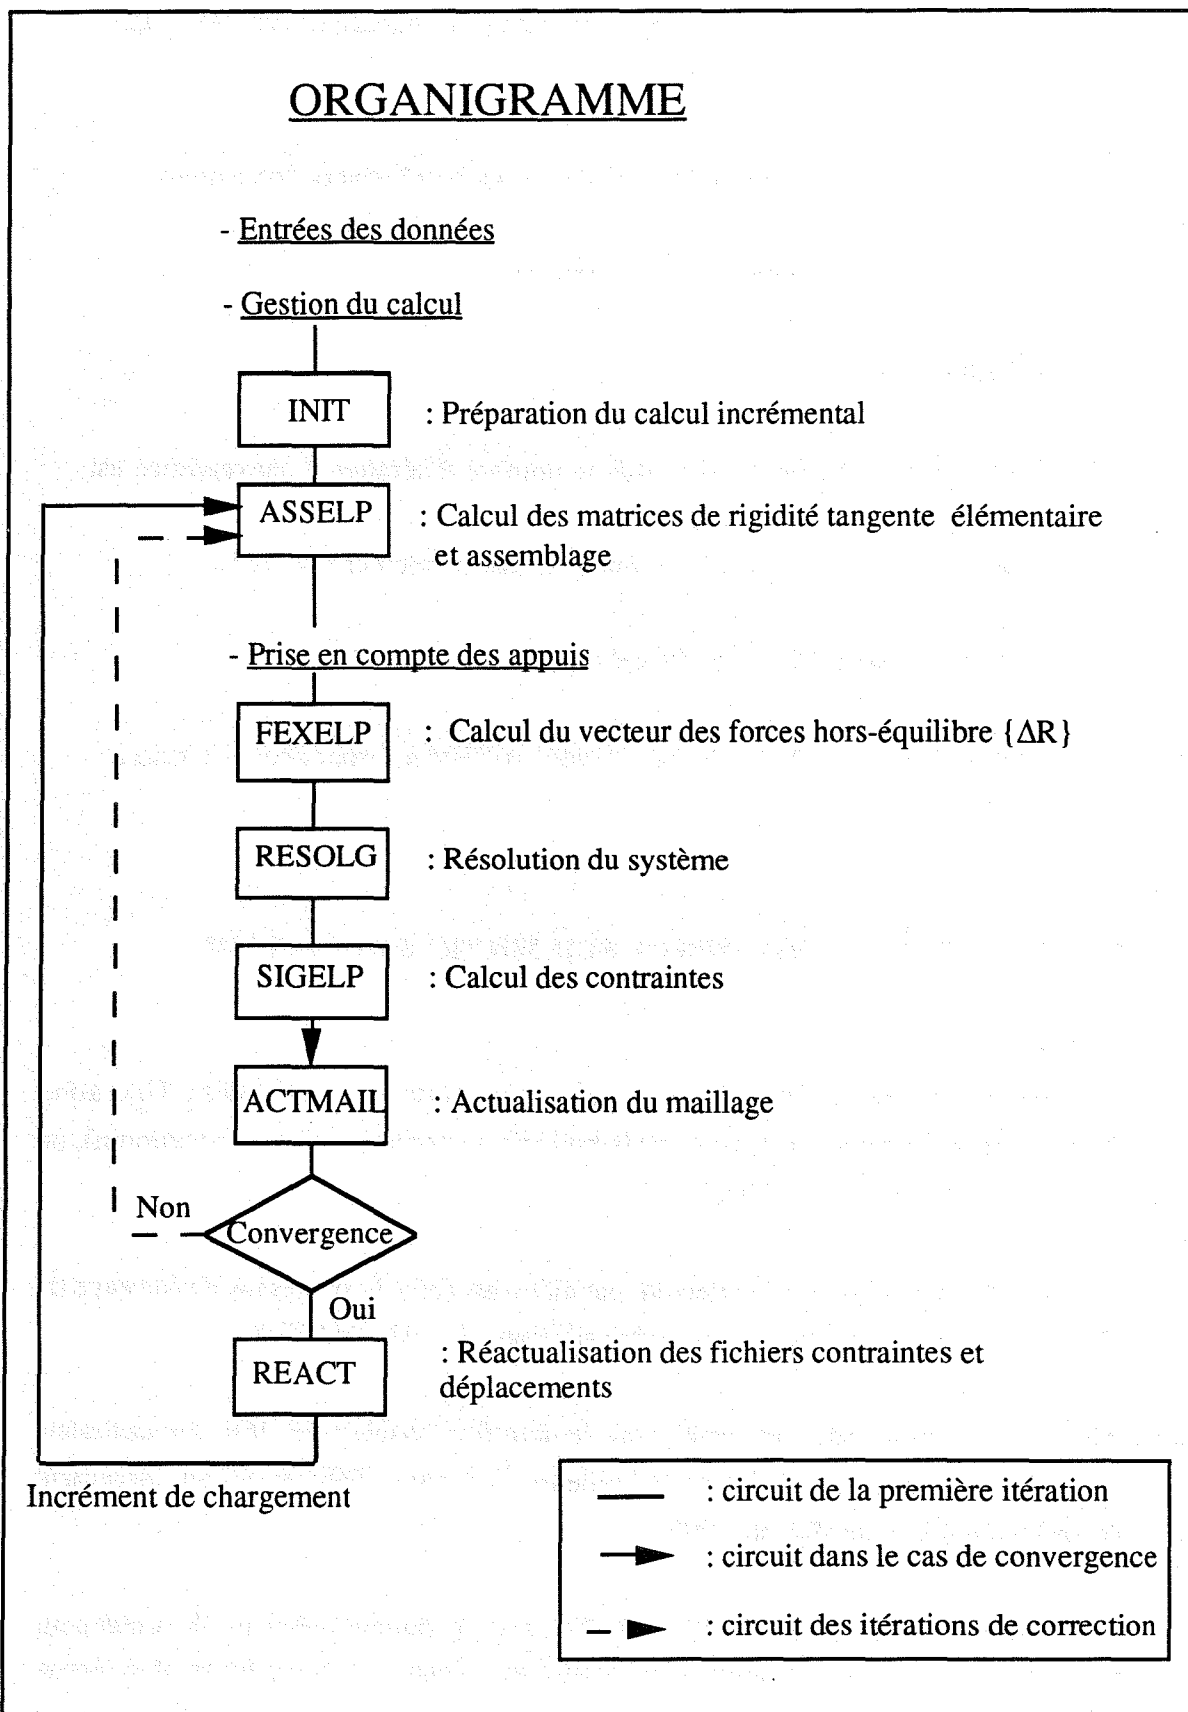 ORGANIGRAMME
- Entrées des données
- Gestion du calcul
INIT : Préparation du calcul incrémental
ASSELP : Calcul des matrices de rigidité tangente élémentaire
et assemblage
- Prise en compte des appuis
FEXELP : Calcul du vecteur des forces hors-équilibre {ΔR}
RESOLG : Résolution du système
SIGELP : Calcul des contraintes
ACTMAIL : Actualisation du maillage
Non
Convergence
Oui
REACT : Réactualisation des fichiers contraintes et
déplacements
Incrément de chargement
: circuit de la première itération
: circuit dans le cas de convergence
: circuit des itérations de correction